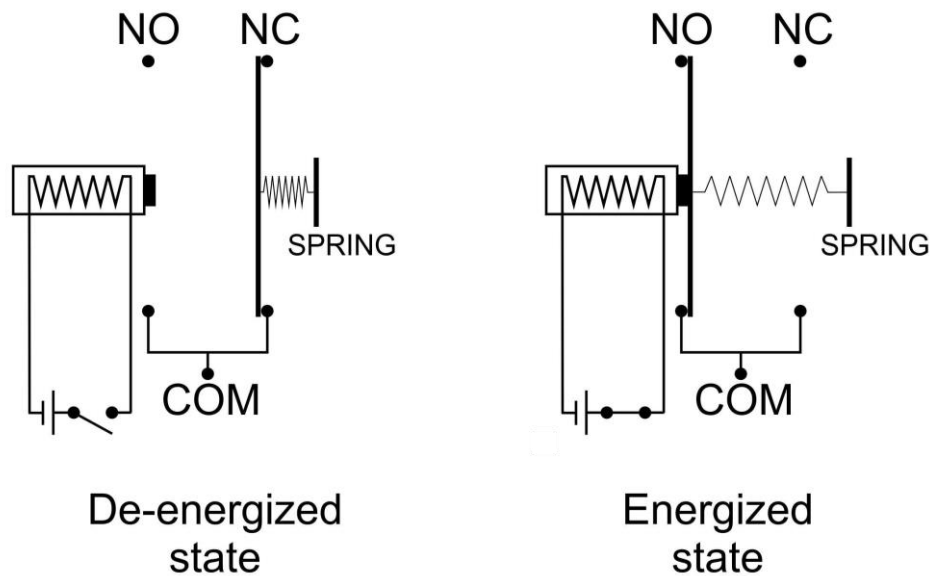 NO NC
SPRING
COM
De-energized
state
NO NC
SPRING
COM
Energized
state